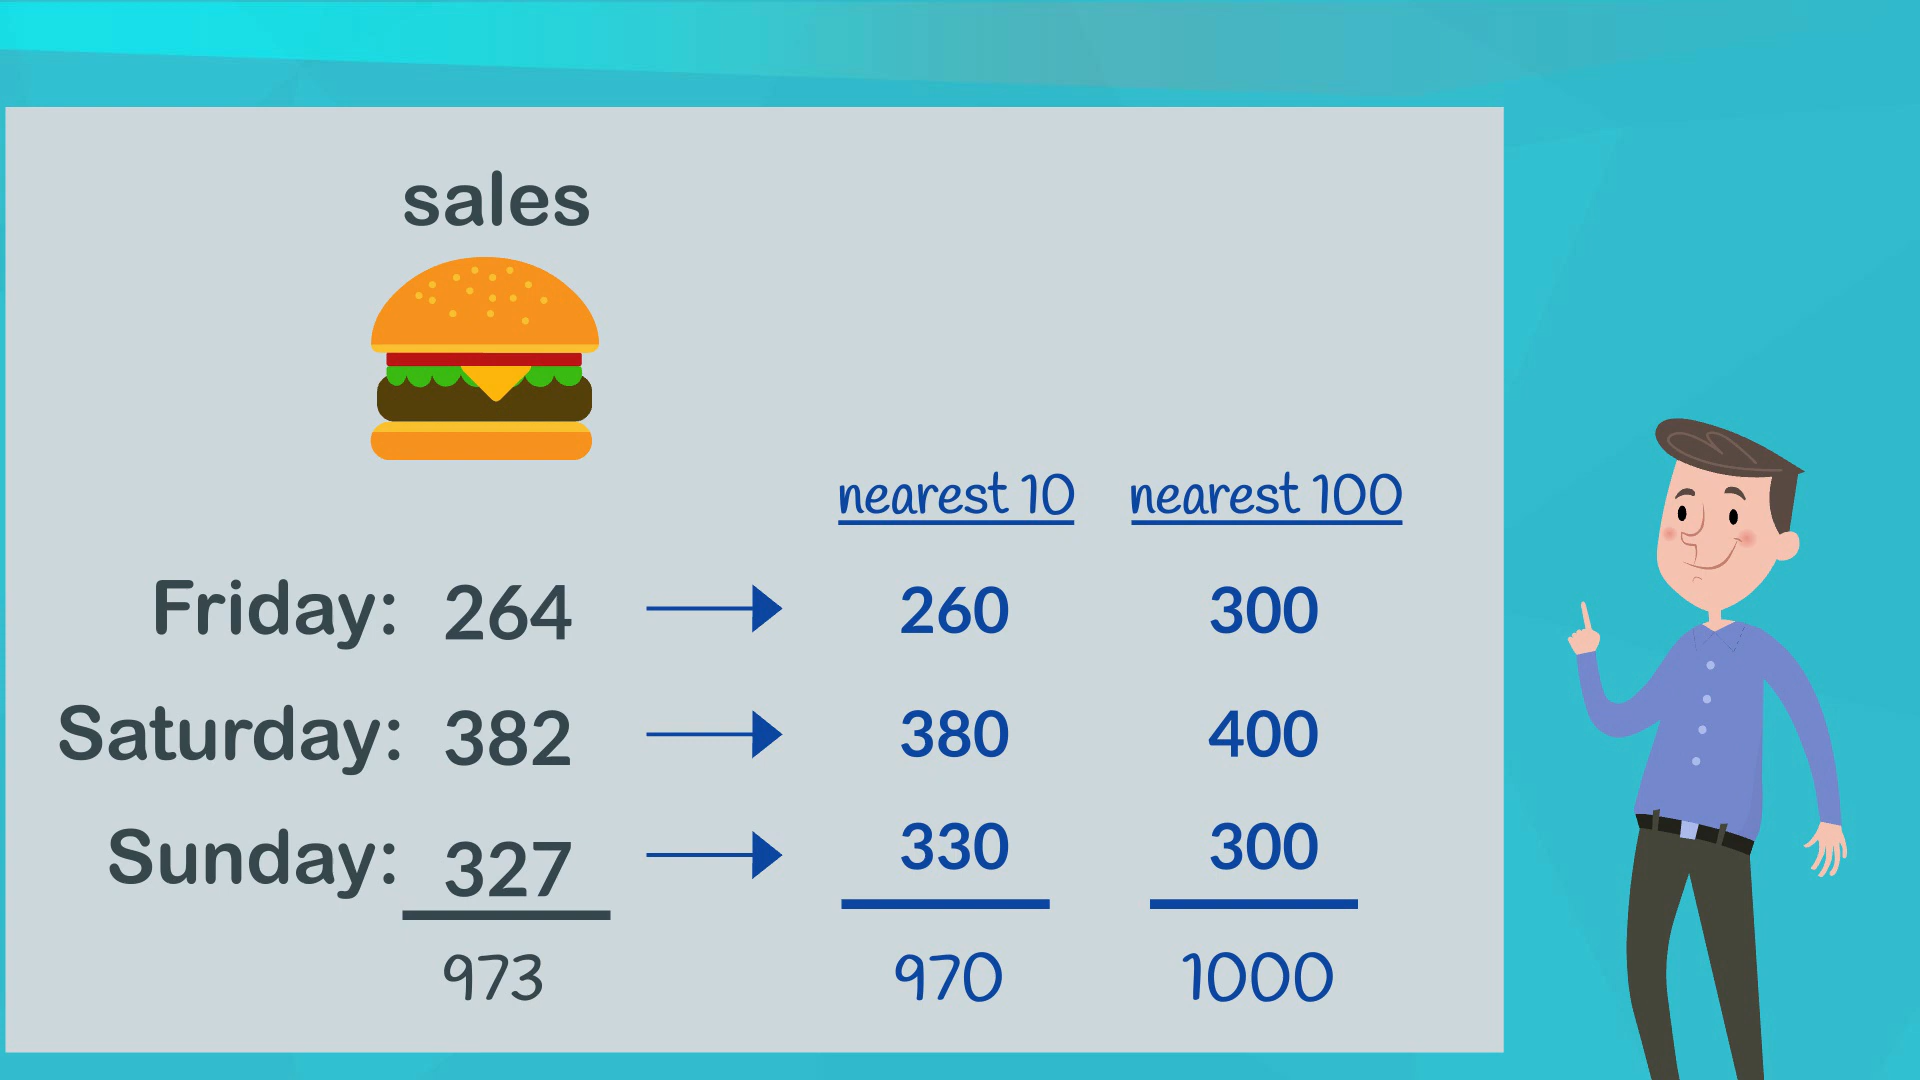 sales
nearest 10 nearest 100
Friday: 264 260 300
Saturday: 382 380 400
Sunday: 327 330 300
973 970 1000